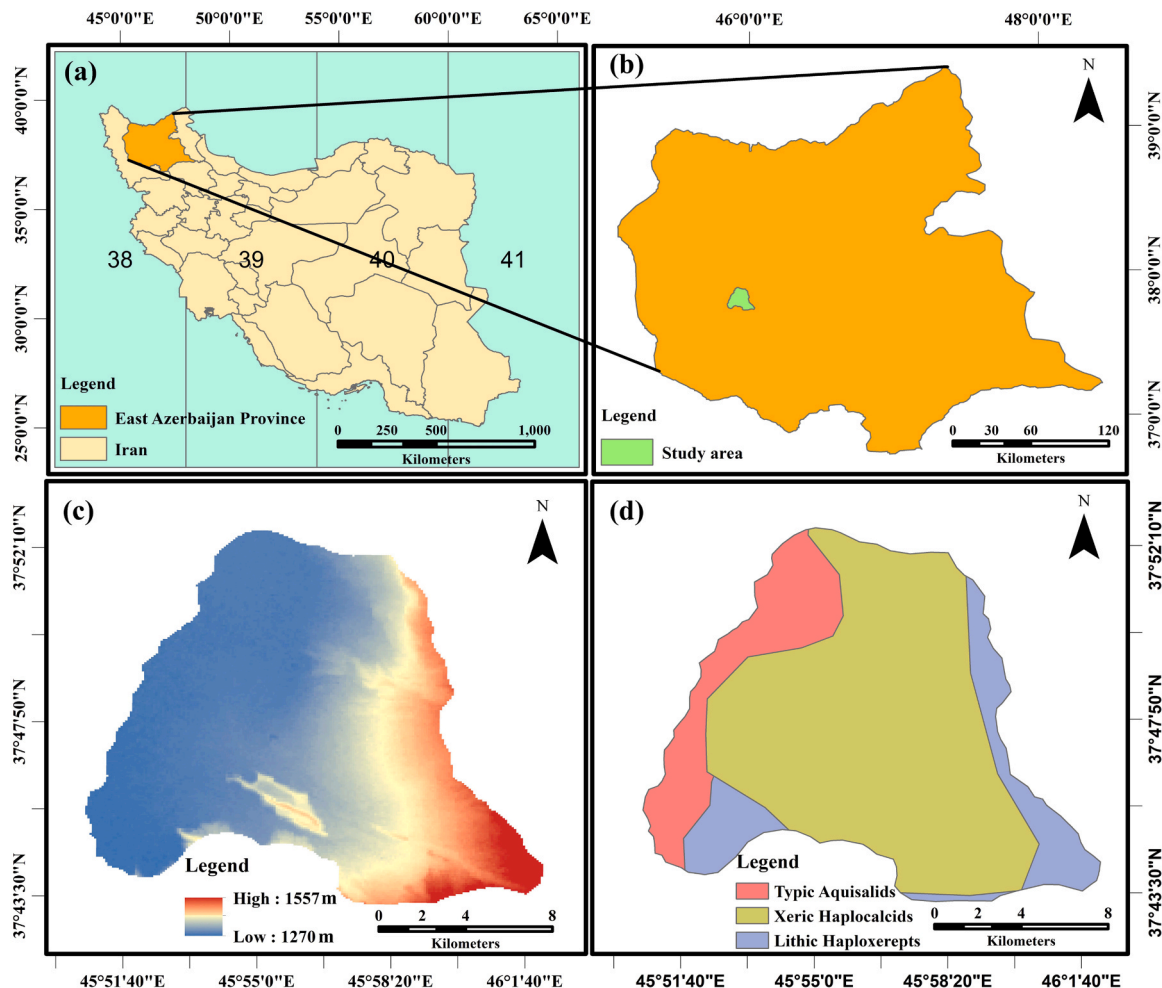 45°0'0"E 50°0'0"E 55°0'0"E 60°0'0"E 65°0'0"E
46°0'0"E 48°0'0"E
(a)
40°0'0"N
35°0'0"N
30°0'0"N
25°0'0"N
38 39 40 41
Legend
East Azerbaijan Province
Iran
0 250 500 1,000
Kilometers
(b)
N
39°0'0"N
38°0'0"N
37°0'0"N
Legend
Study area
0 30 60 120
Kilometers
(c)
N
37°52'10"N
37°47'50"N
37°43'30"N
Legend
High : 1557 m
Low : 1270 m
0 2 4 8
Kilometers
45°51'40"E 45°55'0"E 45°58'20"E 46°1'40"E
(d)
N
37°52'10"N
37°47'50"N
37°43'30"N
Legend
Typic Aquisalids
Xeric Haplocalcids
Lithic Haploxerepts
0 2 4 8
Kilometers
45°51'40"E 45°55'0"E 45°58'20"E 46°1'40"E